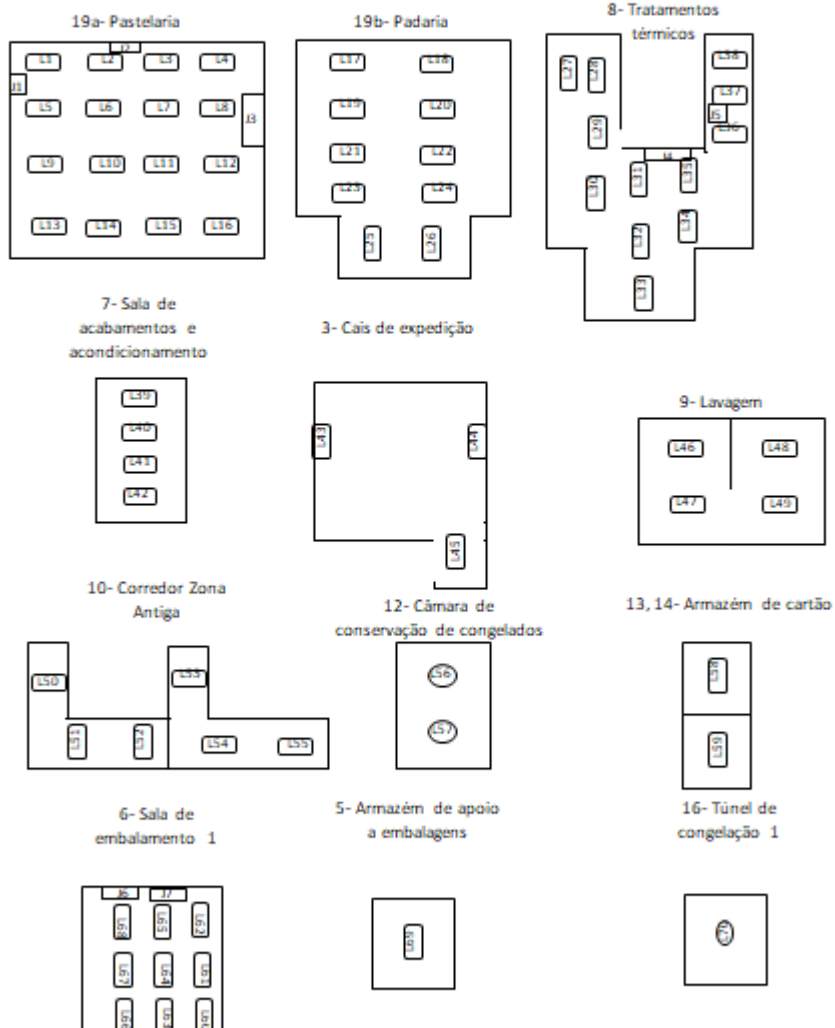 19a- Pastelaria
J2
L1 L2 L3 L4
J1
L5 L6 L7 L8
J3
L9 L10 L11 L12
L13 L14 L15 L16
19b- Padaria
L17 L18
L19 L20
L21 L22
L23 L24
L25 L26
8- Tratamentos
térmicos
L27 L28 L38
L37
J5
L29 L36
J4
L30 L31 L35
L32 L34
L33
7- Sala de
acabamentos e
acondicionamento
L39
L40
L41
L42
3- Cais de expedição
L43 L44
L45
9- Lavagem
L46 L48
L47 L49
10- Corredor Zona
Antiga
L50 L53
L51 L52 L54 L55
12- Câmara de
conservação de congelados
L56
L57
13, 14- Armazém de cartão
L58
L59
6- Sala de
embalamento 1
J6 J7
L68 L65 L62
L67 L64 L61
L66 L63 L60
5- Armazém de apoio
a embalagens
L69
16- Túnel de
congelação 1
L70